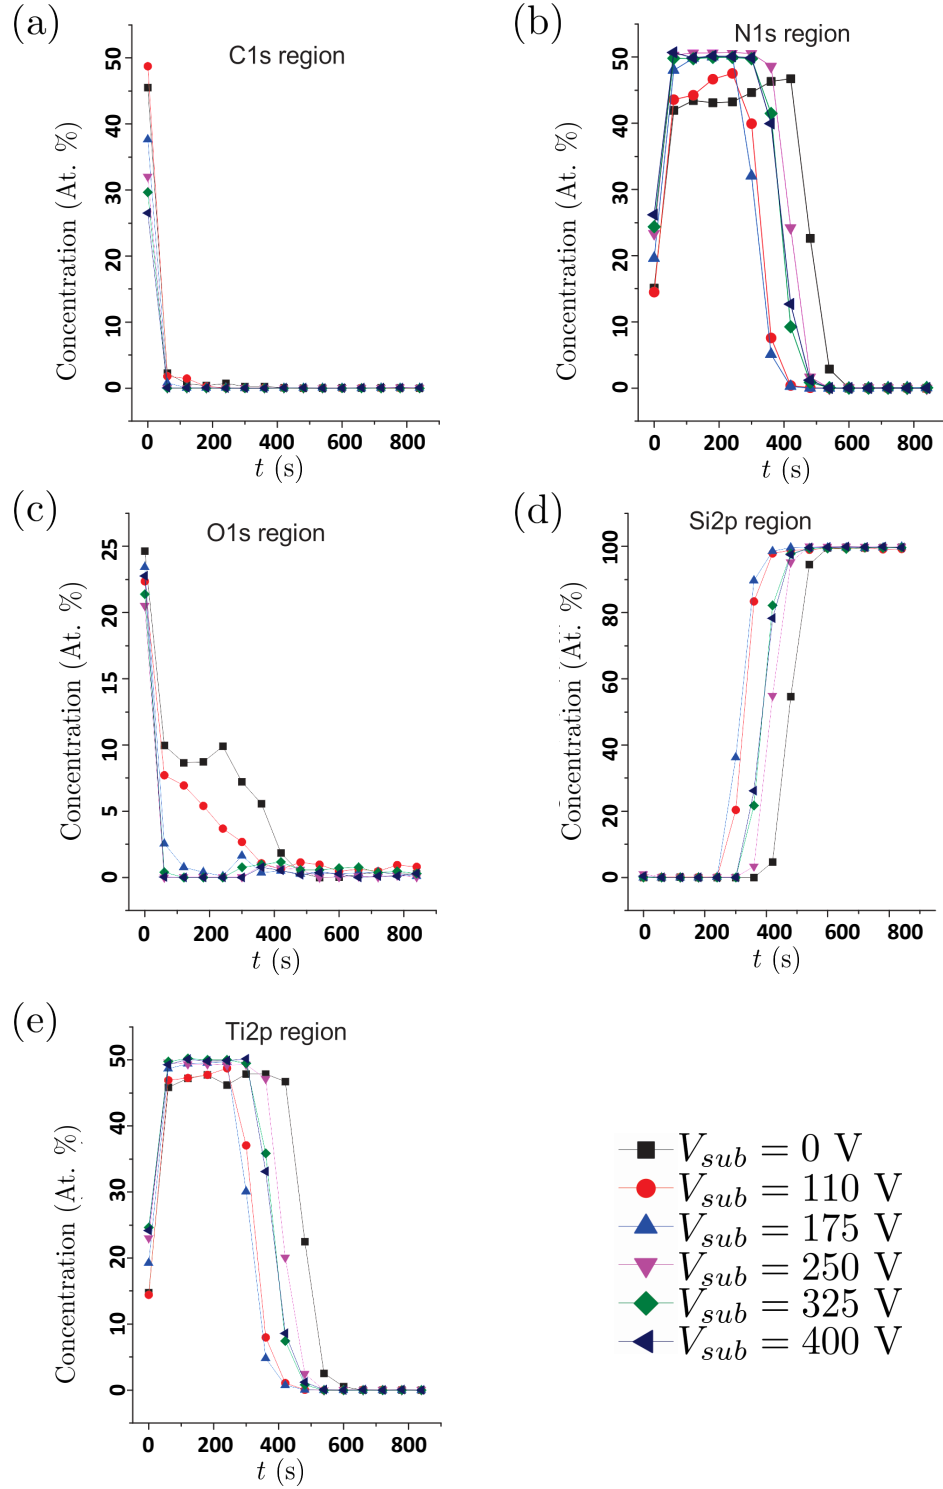 (a)
C1s region
Concentration (At. %)
50
40
30
20
10
0
0 200 400 600 800
t (s)
(b)
N1s region
Concentration (At. %)
50
40
30
20
10
0
0 200 400 600 800
t (s)
(c)
O1s region
Concentration (At. %)
25
20
15
10
5
0
0 200 400 600 800
t (s)
(d)
Si2p region
Concentration (At. %)
100
80
60
40
20
0
0 200 400 600 800
t (s)
(e)
Ti2p region
Concentration (At. %)
50
40
30
20
10
0
0 200 400 600 800
t (s)
V_sub = 0 V
V_sub = 110 V
V_sub = 175 V
V_sub = 250 V
V_sub = 325 V
V_sub = 400 V